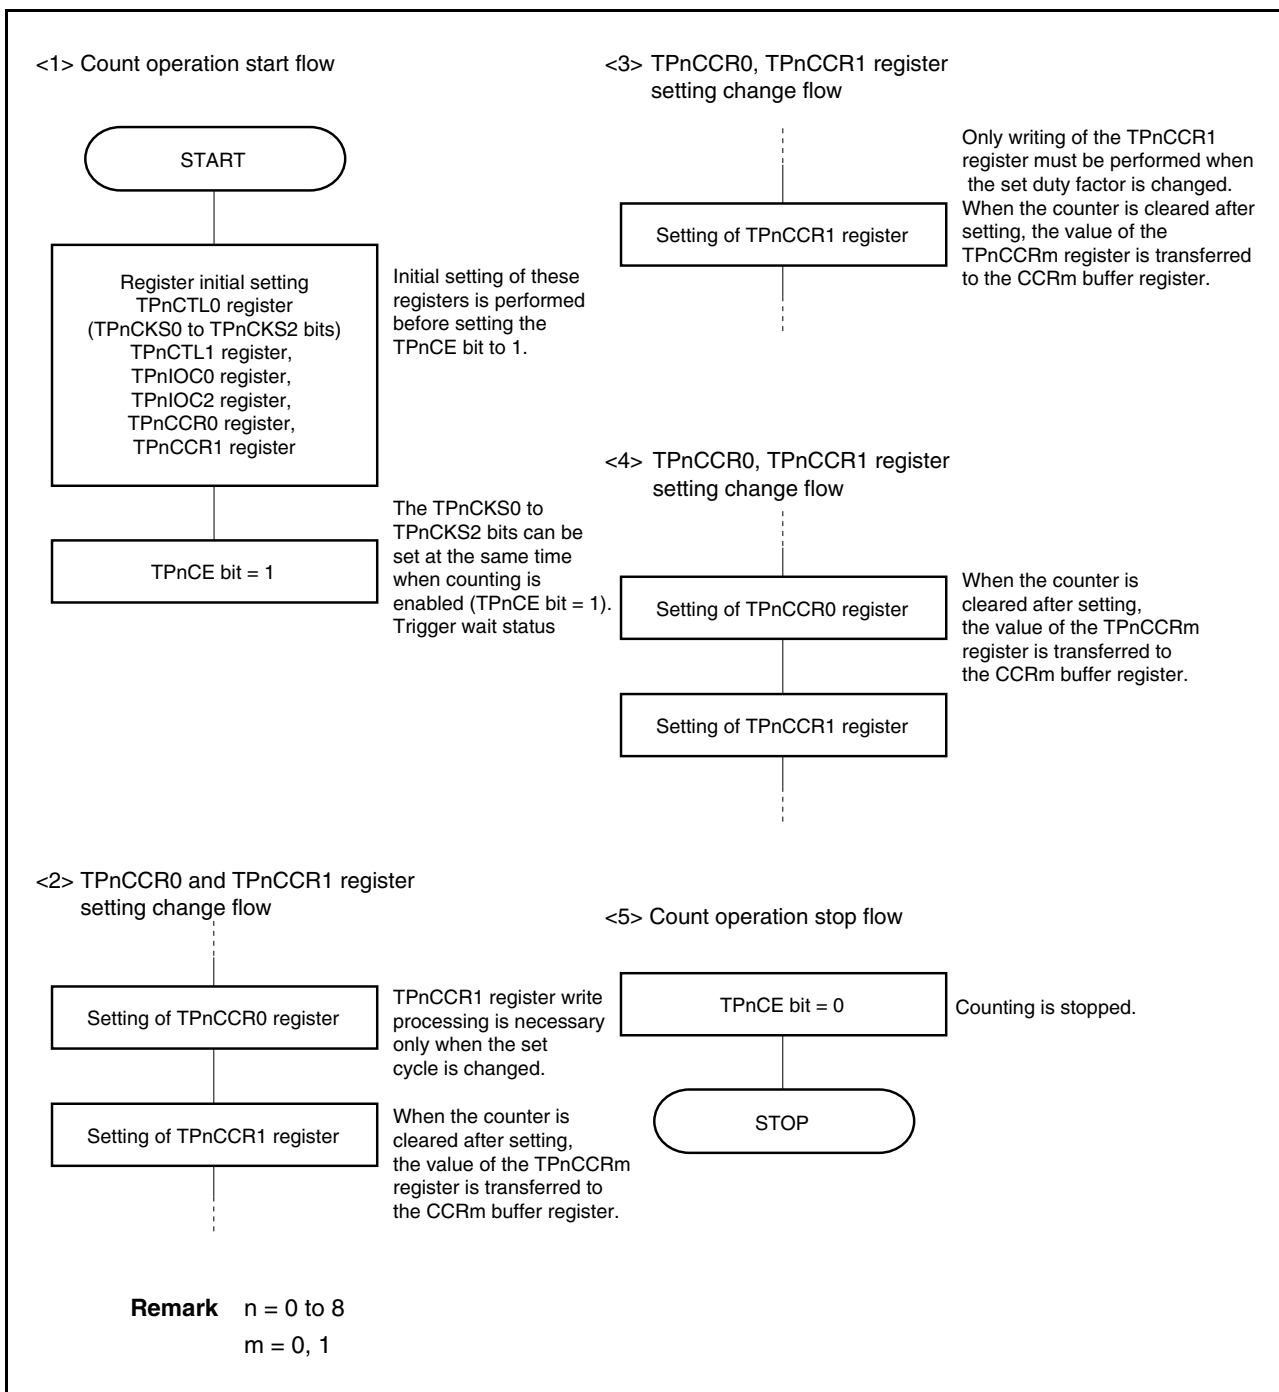 <1> Count operation start flow
START
Register initial setting
TPnCTL0 register
(TPnCKS0 to TPnCKS2 bits)
TPnCTL1 register,
TPnIOC0 register,
TPnIOC2 register,
TPnCCR0 register,
TPnCCR1 register
Initial setting of these
registers is performed
before setting the
TPnCE bit to 1.
TPnCE bit = 1
The TPnCKS0 to
TPnCKS2 bits can be
set at the same time
when counting is
enabled (TPnCE bit = 1).
Trigger wait status
<2> TPnCCR0 and TPnCCR1 register
setting change flow
Setting of TPnCCR0 register
TPnCCR1 register write
processing is necessary
only when the set
cycle is changed.
Setting of TPnCCR1 register
When the counter is
cleared after setting,
the value of the TPnCCRm
register is transferred to
the CCRm buffer register.
<3> TPnCCR0, TPnCCR1 register
setting change flow
Setting of TPnCCR1 register
Only writing of the TPnCCR1
register must be performed when
the set duty factor is changed.
When the counter is cleared after
setting, the value of the
TPnCCRm register is transferred
to the CCRm buffer register.
<4> TPnCCR0, TPnCCR1 register
setting change flow
Setting of TPnCCR0 register
When the counter is
cleared after setting,
the value of the TPnCCRm
register is transferred to
the CCRm buffer register.
Setting of TPnCCR1 register
<5> Count operation stop flow
TPnCE bit = 0
Counting is stopped.
STOP
Remark n = 0 to 8
m = 0, 1